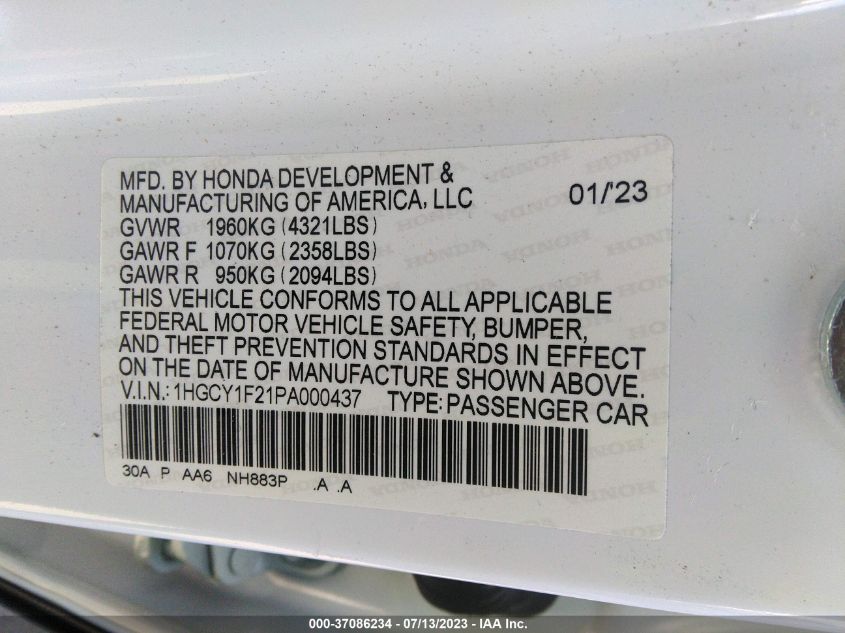 MFD. BY HONDA DEVELOPMENT &
MANUFACTURING OF AMERICA, LLC 01/'23
GVWR 1960KG (4321LBS)
GAWR F 1070KG (2358LBS)
GAWR R 950KG (2094LBS)
THIS VEHICLE CONFORMS TO ALL APPLICABLE
FEDERAL MOTOR VEHICLE SAFETY, BUMPER,
AND THEFT PREVENTION STANDARDS IN EFFECT
ON THE DATE OF MANUFACTURE SHOWN ABOVE.
V.I.N.: 1HGCY1F21PA000437 TYPE: PASSENGER CAR
30A P AA6 NH883P .A .A
000-37086234 - 07/13/2023 - IAA Inc.